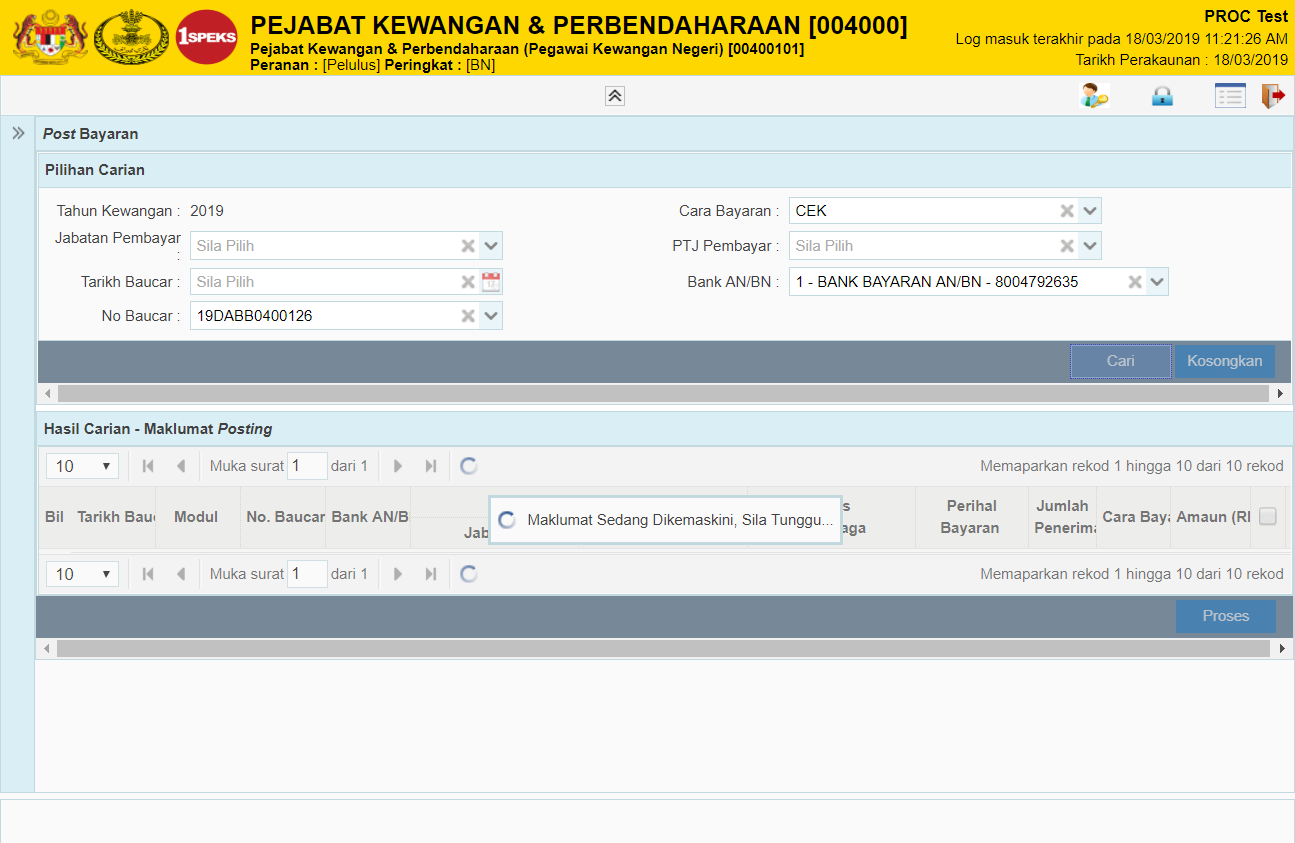 1SPEKS
PEJABAT KEWANGAN & PERBENDAHARAAN [004000]
Pejabat Kewangan & Perbendaharaan (Pegawai Kewangan Negeri) [00400101]
Peranan : [Pelulus] Peringkat : [BN]
PROC Test
Log masuk terakhir pada 18/03/2019 11:21:26 AM
Tarikh Perakaunan : 18/03/2019
Post Bayaran
Pilihan Carian
Tahun Kewangan : 2019
Cara Bayaran : CEK
Jabatan Pembayar : Sila Pilih
PTJ Pembayar : Sila Pilih
Tarikh Baucar : Sila Pilih
Bank AN/BN : 1 - BANK BAYARAN AN/BN - 8004792635
No Baucar : 19DABB0400126
Cari Kosongkan
Hasil Carian - Maklumat Posting
10 Muka surat 1 dari 1 Memaparkan rekod 1 hingga 10 dari 10 rekod
Bil Tarikh Bau Modul No. Baucar Bank AN/B Jab
Perihal Bayaran Jumlah Penerima Cara Baya Amaun (R
Maklumat Sedang Dikemaskini, Sila Tunggu...
10 Muka surat 1 dari 1 Memaparkan rekod 1 hingga 10 dari 10 rekod
Proses